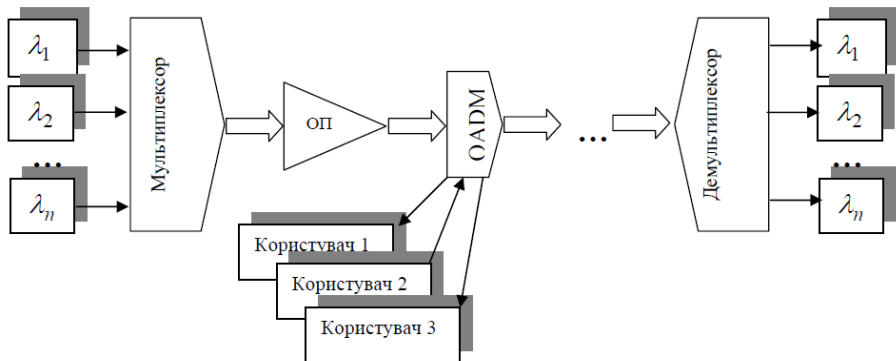 λ1
λ2
...
λn
Мультиплексор
ОП
OADM
...
Демультиплексор
λ1
λ2
...
λn
Користувач 1
Користувач 2
Користувач 3